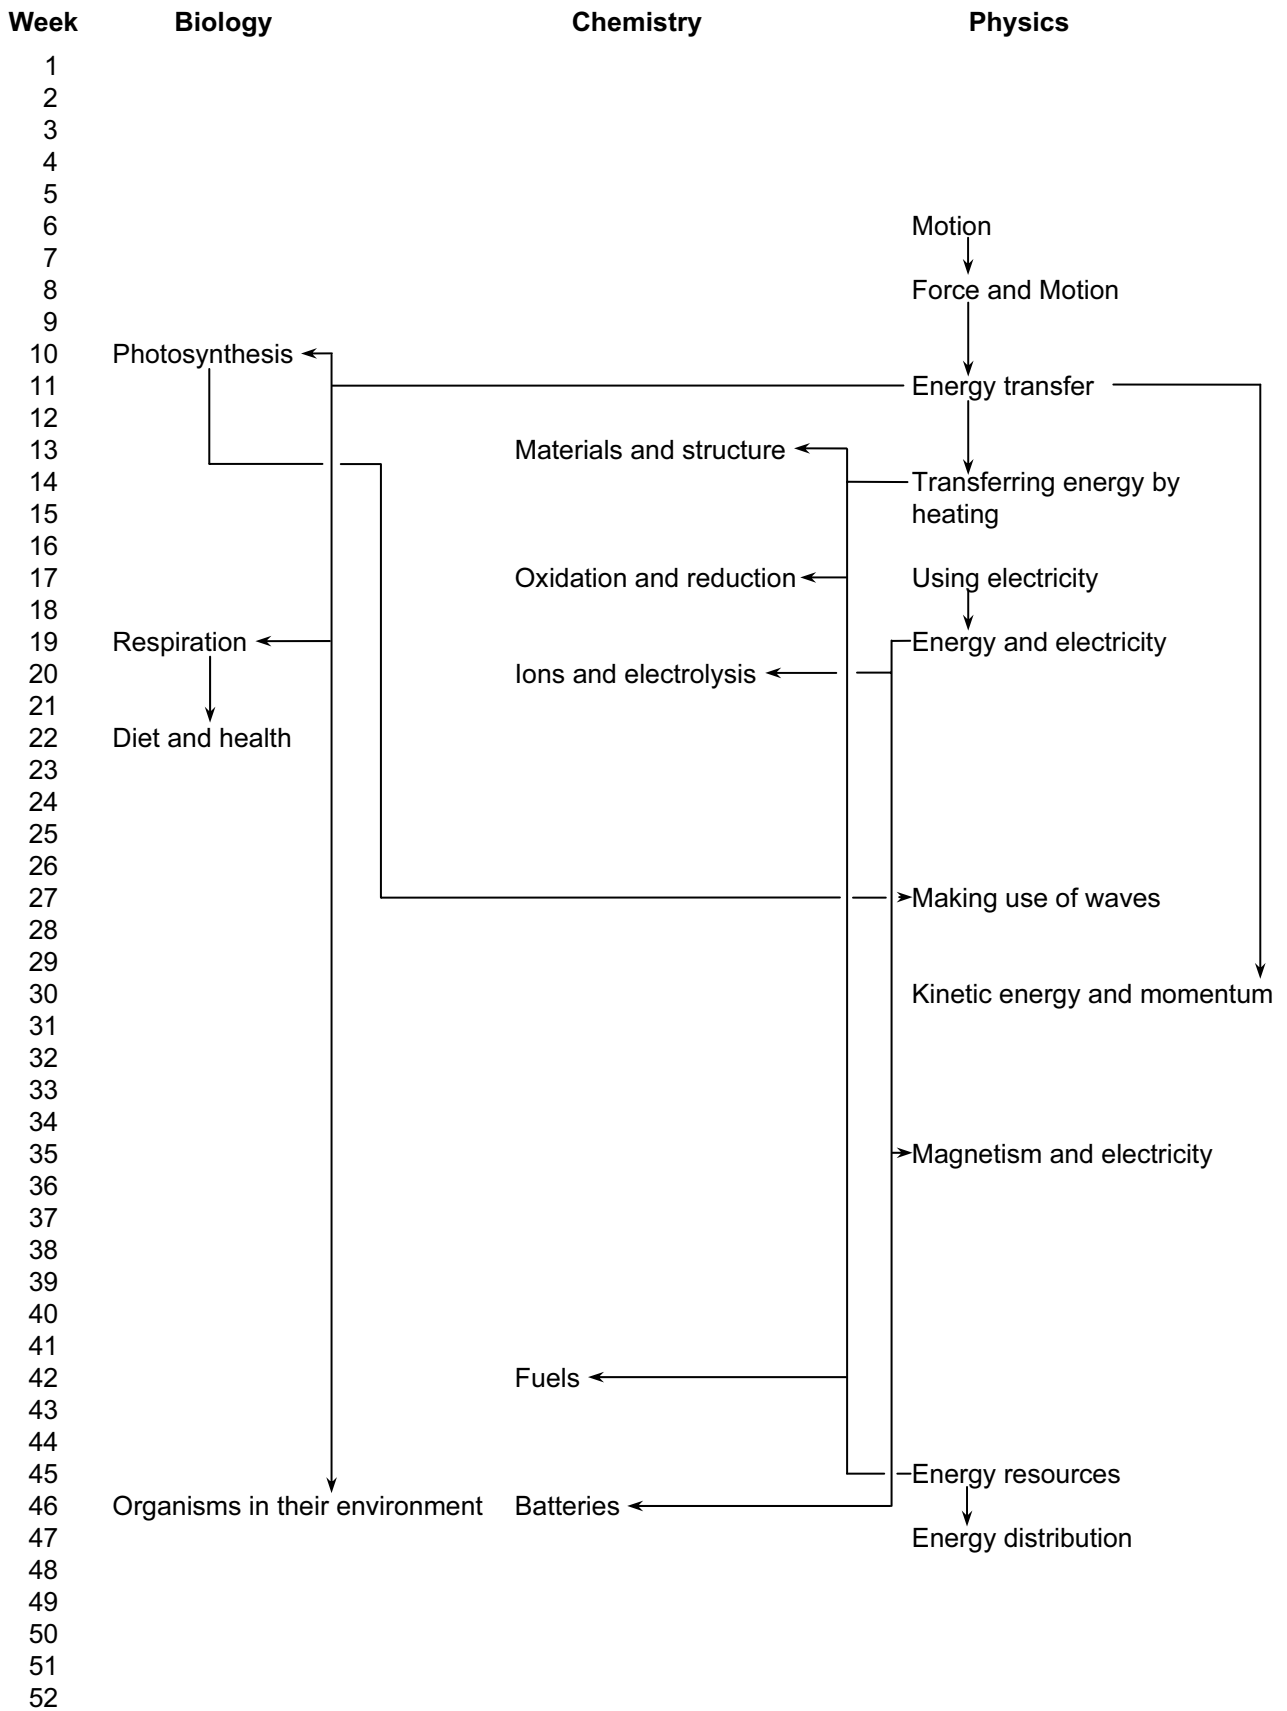 Week Biology Chemistry Physics
1
2
3
4
5
6 Motion
7
8 Force and Motion
9
10 Photosynthesis
11 Energy transfer
12
13 Materials and structure
14 Transferring energy by
15 heating
16
17 Oxidation and reduction Using electricity
18
19 Respiration Energy and electricity
20 Ions and electrolysis
21
22 Diet and health
23
24
25
26
27 Making use of waves
28
29
30 Kinetic energy and momentum
31
32
33
34
35 Magnetism and electricity
36
37
38
39
40
41
42 Fuels
43
44
45 Energy resources
46 Organisms in their environment Batteries
47 Energy distribution
48
49
50
51
52